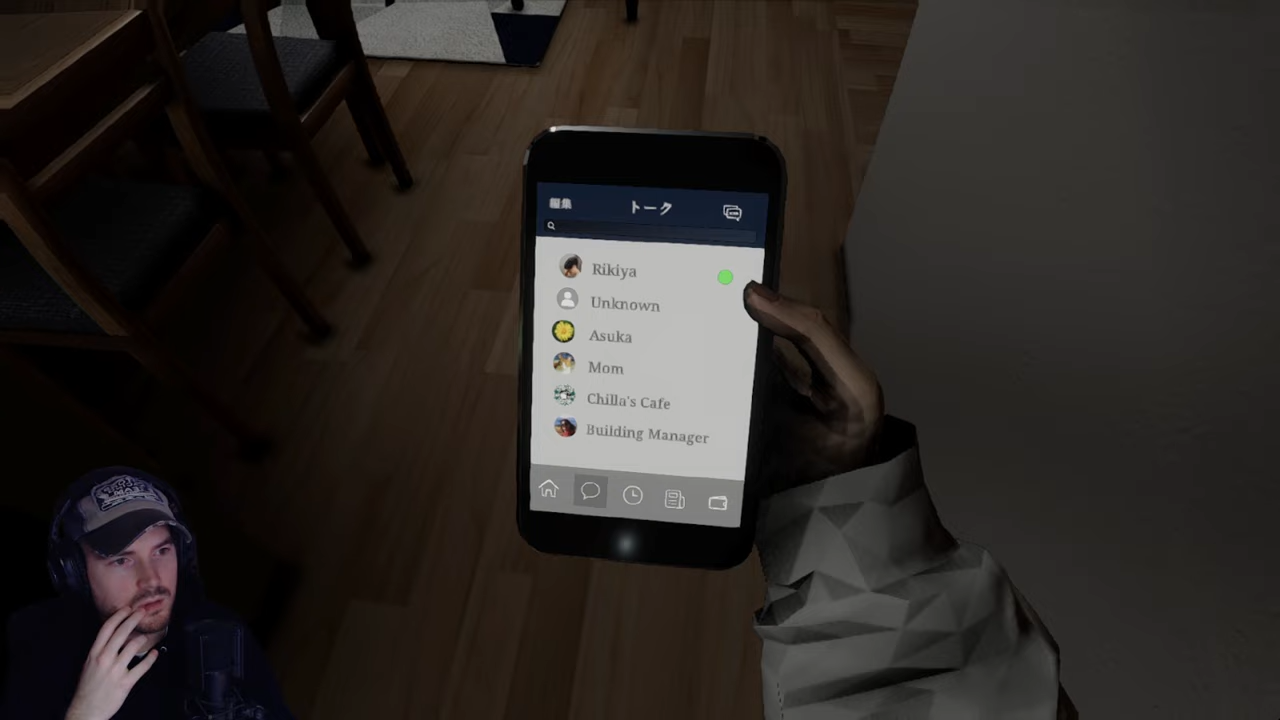 編集 トーク
Rikiya
Unknown
Asuka
Mom
Chilla's Cafe
Building Manager